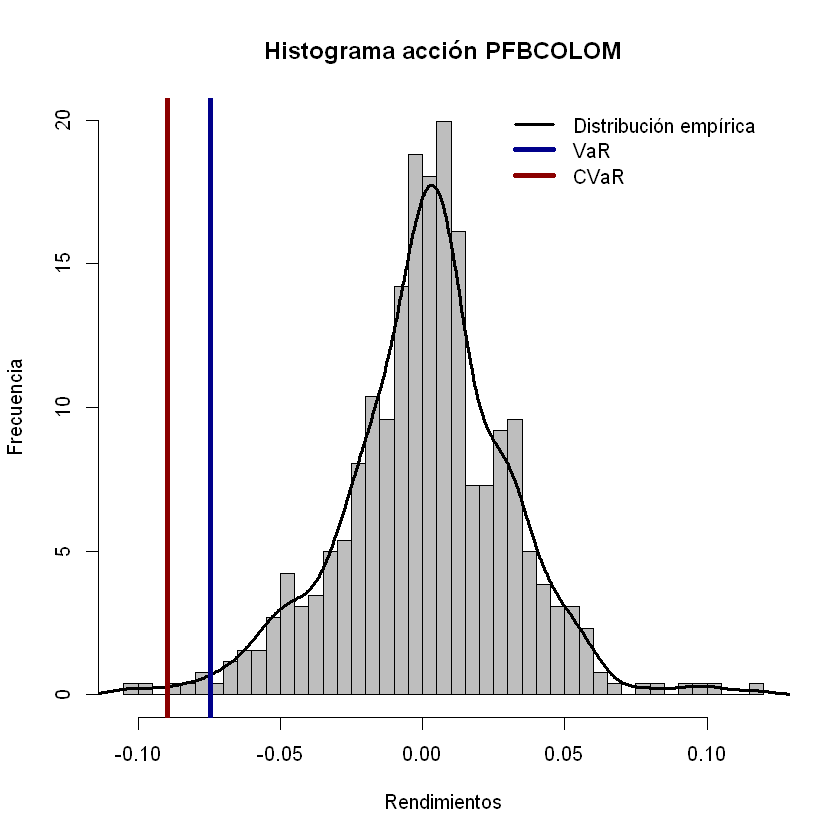 Histograma acción PFBCOLOM
Distribución empírica
VaR
CVaR
Frecuencia
20
15
10
5
0
-0.10 -0.05 0.00 0.05 0.10
Rendimientos